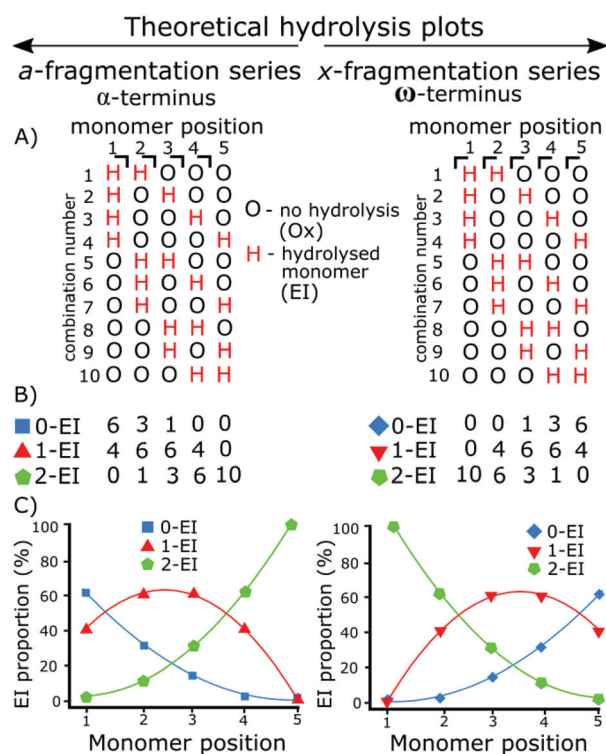 Theoretical hydrolysis plots
a-fragmentation series
α-terminus
x-fragmentation series
ω-terminus
A)
monomer position
1 2 3 4 5
combination number
1 H H O O O
2 H O H O O
3 H O O H O
4 H O O O H
5 O H H O O
6 O H O H O
7 O H O O H
8 O O H H O
9 O O H O H
10 O O O H H
O - no hydrolysis
(Ox)
H - hydrolysed
monomer
(EI)
monomer position
1 2 3 4 5
combination number
1 H H O O O
2 H O H O O
3 H O O H O
4 H O O O H
5 O H H O O
6 O H O H O
7 O H O O H
8 O O H H O
9 O O H O H
10 O O O H H
B)
0-EI 6 3 1 0 0
1-EI 4 6 6 4 0
2-EI 0 1 3 6 10
0-EI 0 0 1 3 6
1-EI 0 4 6 6 4
2-EI 10 6 3 1 0
C)
EI proportion (%)
100
80
60
40
20
0
0-EI
1-EI
2-EI
1 2 3 4 5
Monomer position
EI proportion (%)
100
80
60
40
20
0
0-EI
1-EI
2-EI
1 2 3 4 5
Monomer position